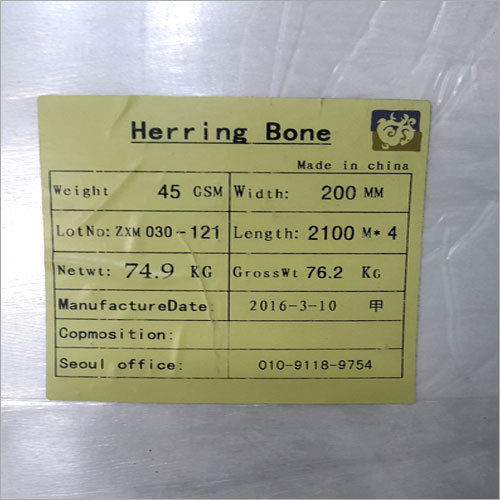 Herring Bone
Made in china
Weight 45 GSM Width: 200 MM
LotNo: ZXM 030-121 Length: 2100 M* 4
Netwt: 74.9 KG GrossWt 76.2 KG
ManufactureDate: 2016-3-10 甲
Copmosition:
Seoul office: 010-9118-9754